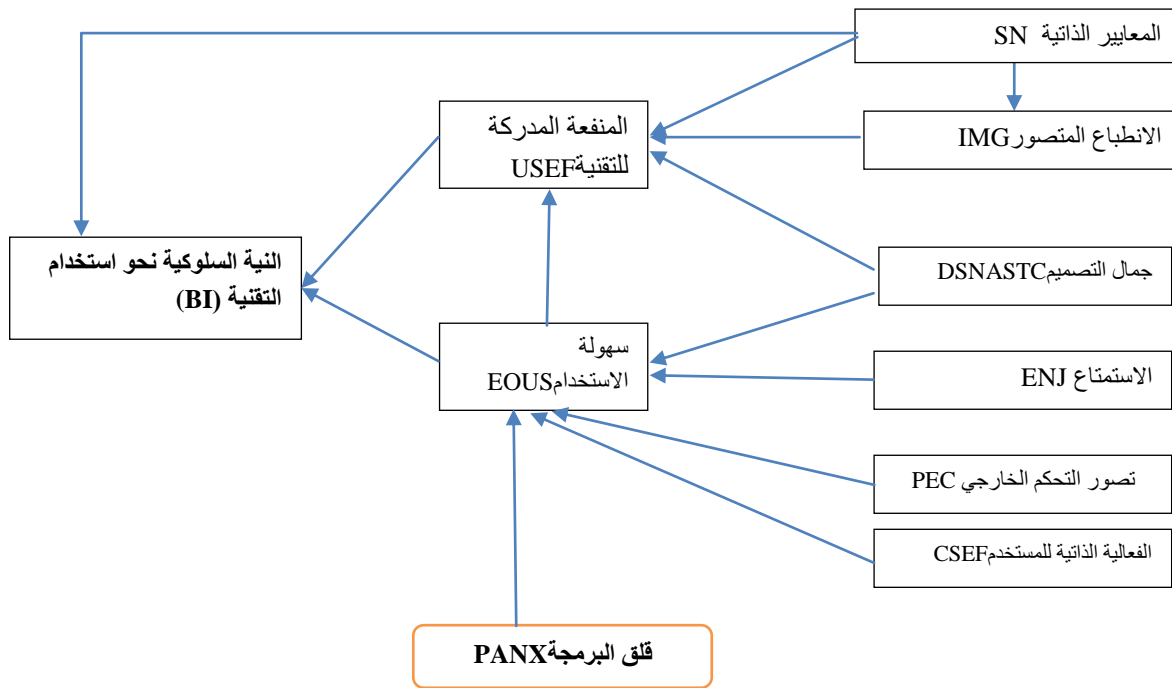 المعايير الذاتية SN
المنفعة المدركة
للتقنيةUSEF
الانطباع المتصورIMG
النية السلوكية نحو استخدام
التقنية (BI)
جمال التصميمDSNASTC
سهولة
الاستخدامEOUS
الاستمتاع ENJ
تصور التحكم الخارجي PEC
الفعالية الذاتية للمستخدمCSEF
قلق البرمجةPANX